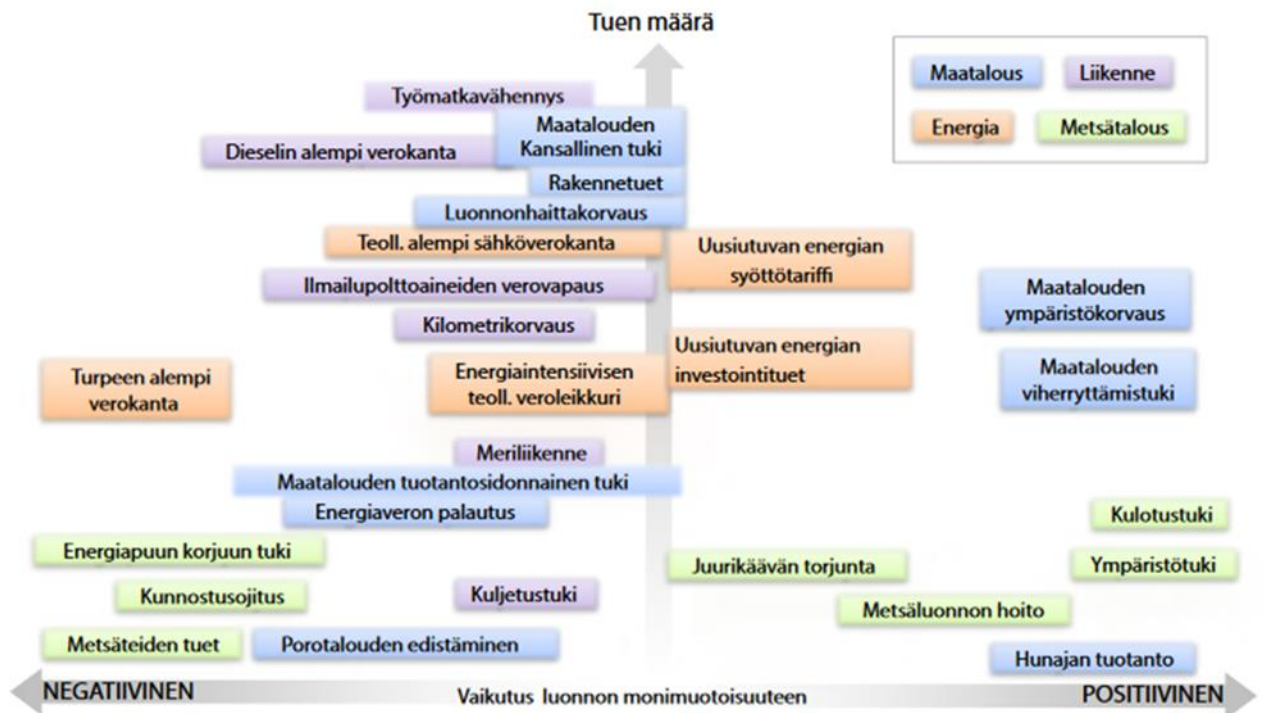 Tuen määrä
Maatalous
Liikenne
Energia
Metsätalous
Työmatkavähennys
Maatalouden
Kansallinen tuki
Dieselin alempi verokanta
Rakennetuet
Luonnonhaittakorvaus
Teoll. alempi sähköverokanta
Uusiutuvan energian
syöttötariffi
Ilmailupolttoaineiden verovapaus
Maatalouden
ympäristökorvaus
Kilometrikorvaus
Uusiutuvan energian
investointituet
Turpeen alempi
verokanta
Energiaintensiivisen
teoll. veroleikkuri
Maatalouden
viherryttämistuki
Meriliikenne
Maatalouden tuotantosidonnainen tuki
Energiaveron palautus
Kulotustuki
Energiapuun korjuun tuki
Juurikäävän torjunta
Ympäristötuki
Kunnostusojitus
Kuljetustuki
Metsäluonnon hoito
Metsäteiden tuet
Porotalouden edistäminen
Hunajan tuotanto
NEGATIIVINEN
Vaikutus luonnon monimuotoisuuteen
POSITIIVINEN